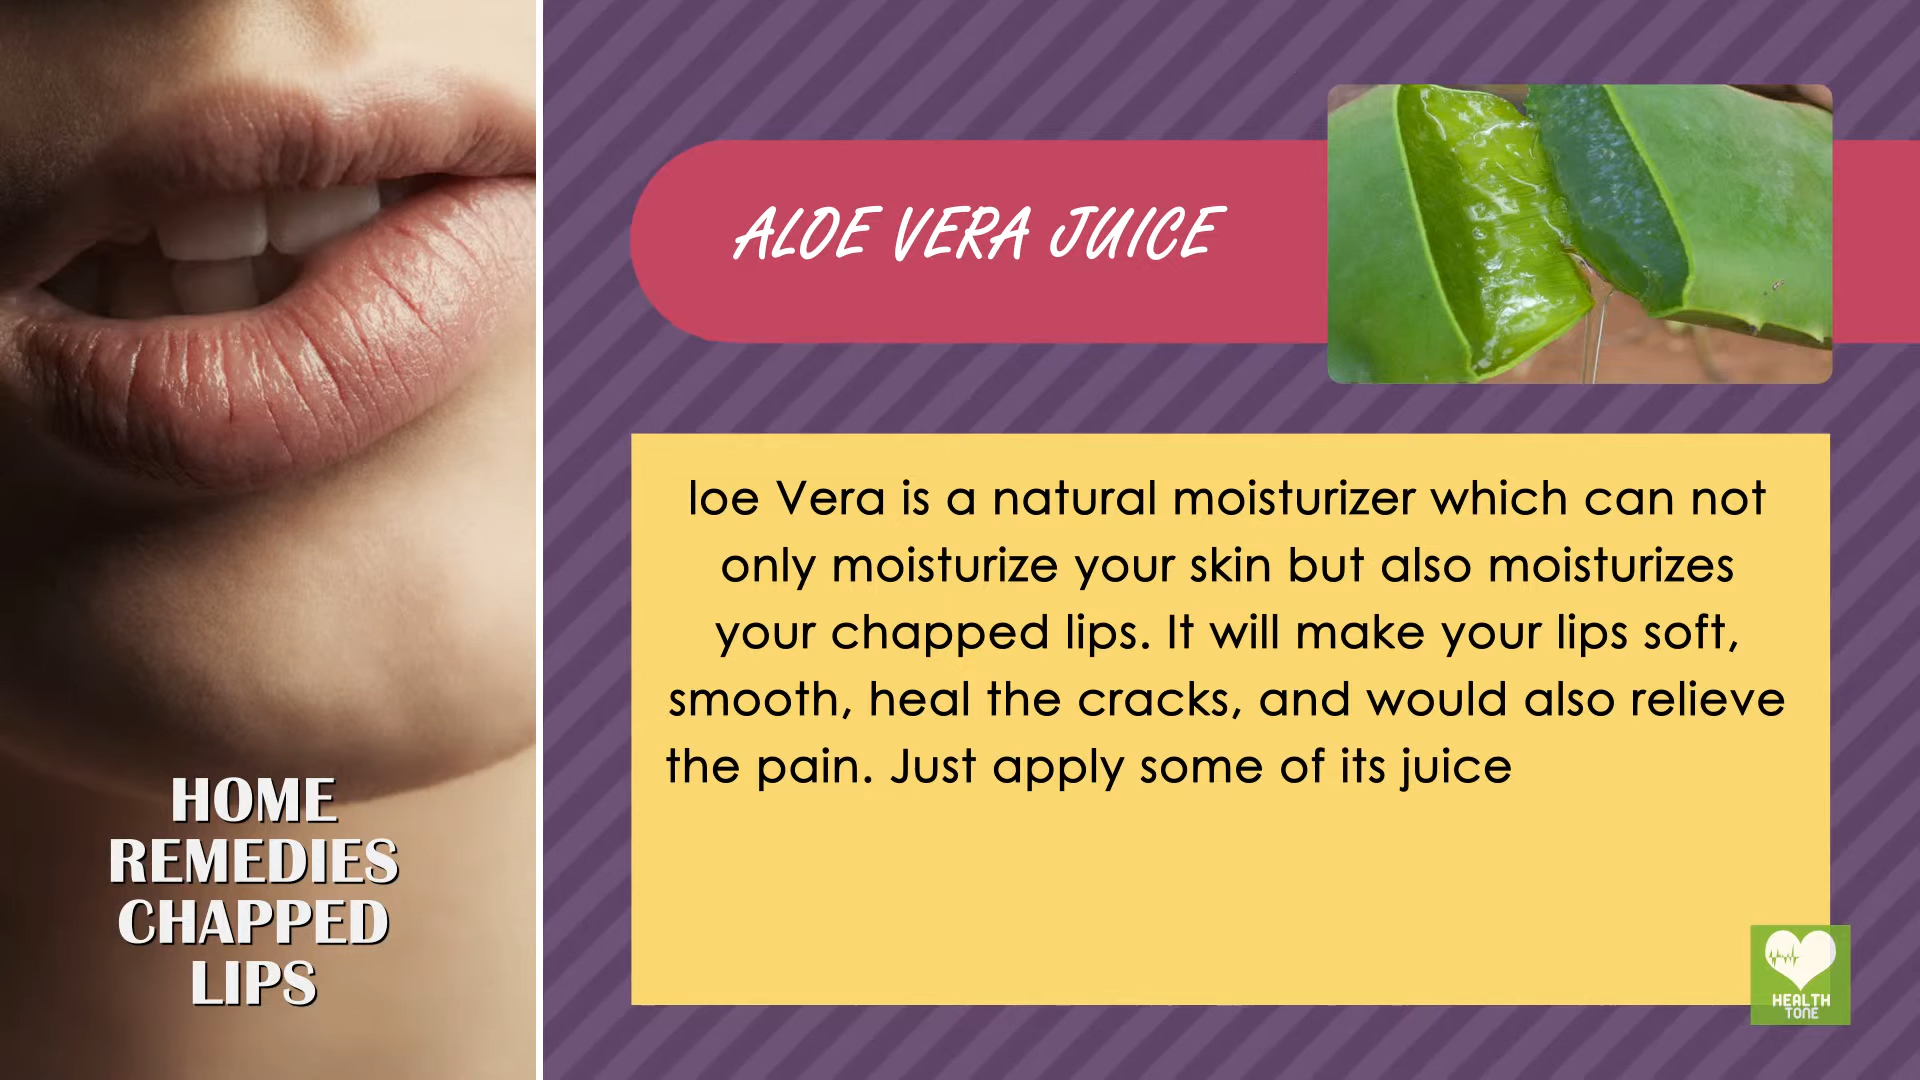 ALOE VERA JUICE
loe Vera is a natural moisturizer which can not
only moisturize your skin but also moisturizes
your chapped lips. It will make your lips soft,
smooth, heal the cracks, and would also relieve
the pain. Just apply some of its juice
HOME
REMEDIES
CHAPPED
LIPS
HEALTH
TONE